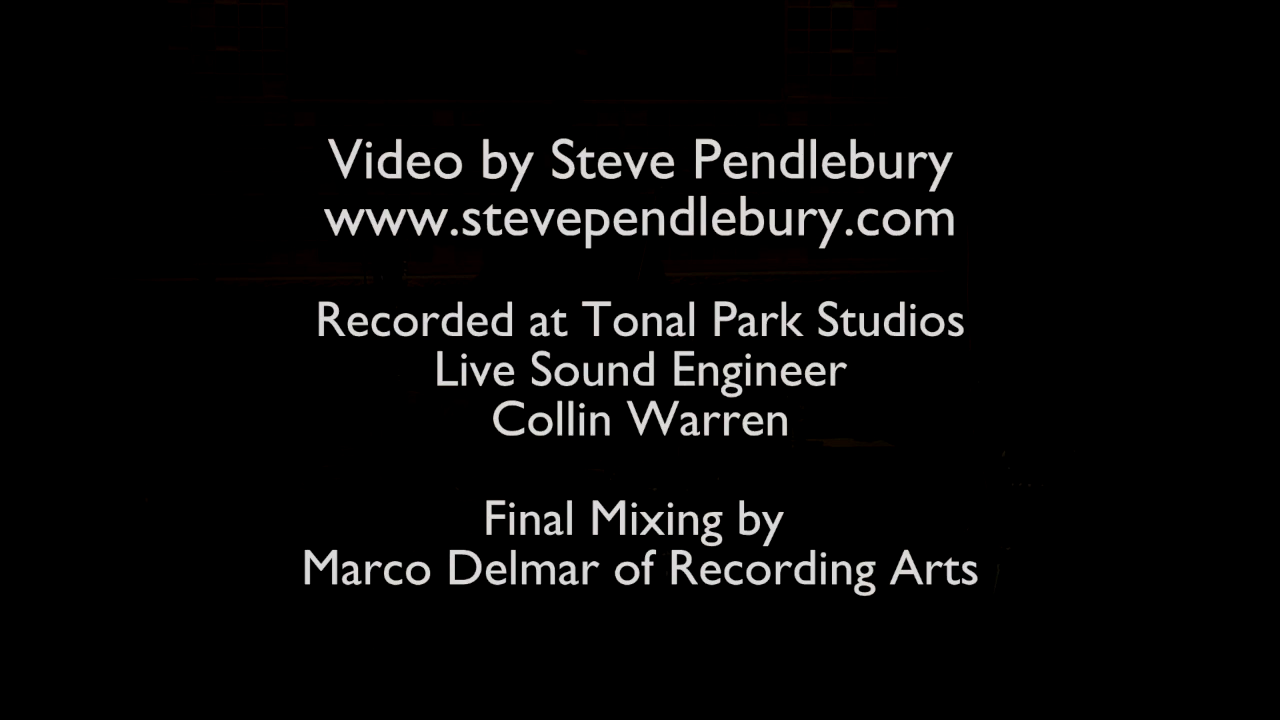 Video by Steve Pendlebury
www.stevependlebury.com
Recorded at Tonal Park Studios
Live Sound Engineer
Collin Warren
Final Mixing by
Marco Delmar of Recording Arts